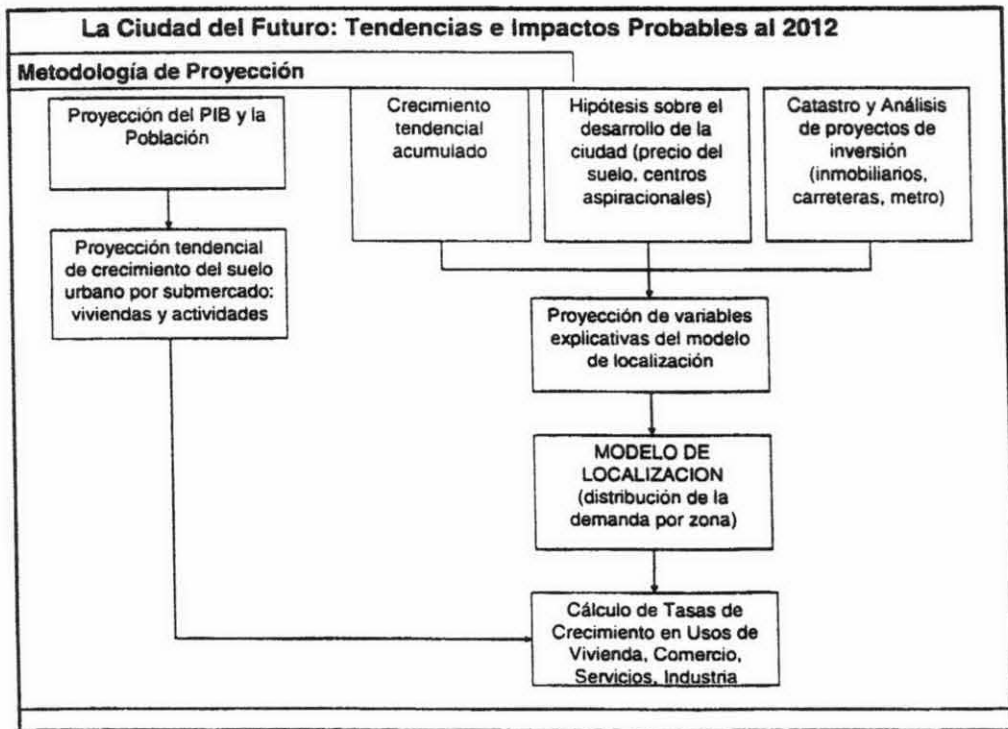 La Ciudad del Futuro: Tendencias e Impactos Probables al 2012
Metodología de Proyección
Proyección del PIB y la
Población
Crecimiento
tendencial
acumulado
Hipótesis sobre el
desarrollo de la
ciudad (precio del
suelo, centros
aspiracionales)
Catastro y Análisis
de proyectos de
inversión
(inmobiliarios,
carreteras, metro)
Proyección tendencial
de crecimiento del suelo
urbano por submercado:
viviendas y actividades
Proyección de variables
explicativas del modelo
de localización
MODELO DE
LOCALIZACION
(distribución de la
demanda por zona)
Cálculo de Tasas de
Crecimiento en Usos de
Vivienda, Comercio,
Servicios, Industria